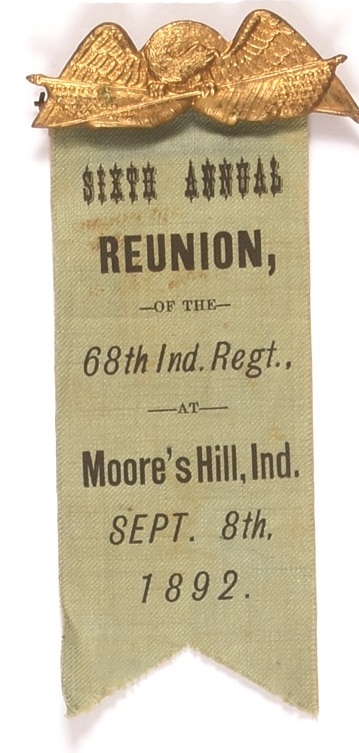 SIXTH ANNUAL
REUNION,
—OF THE—
68th Ind. Regt.,
—AT—
Moore's Hill, Ind.
SEPT. 8th,
1892.